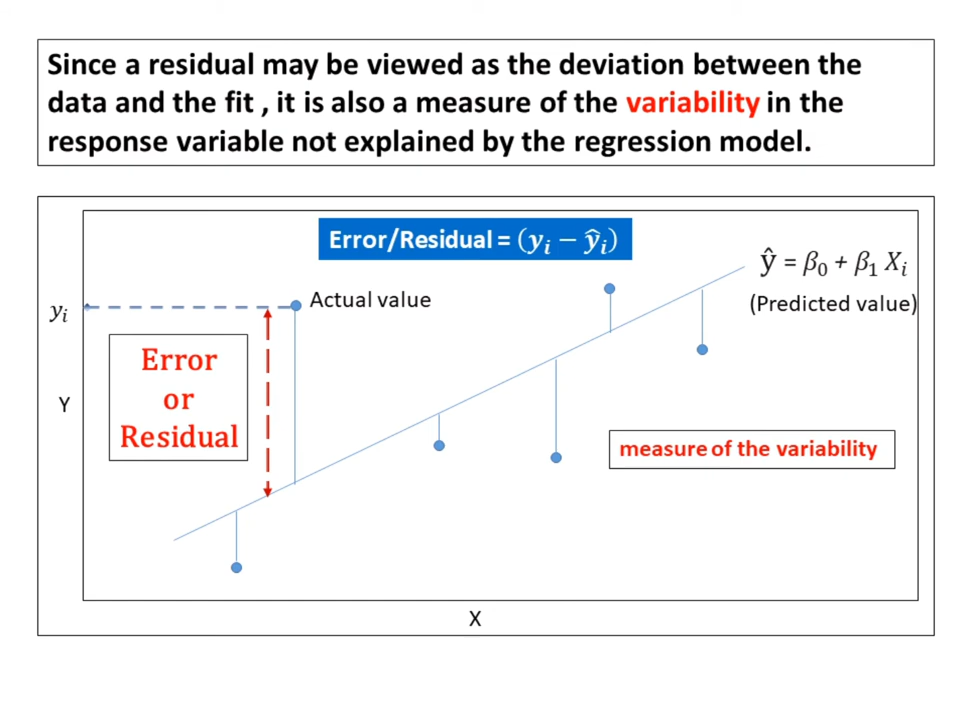 Since a residual may be viewed as the deviation between the
data and the fit , it is also a measure of the variability in the
response variable not explained by the regression model.
Error/Residual = (yᵢ − ŷᵢ)
ŷ = β₀ + β₁ Xᵢ
(Predicted value)
Actual value
yᵢ
Error
or
Residual
Y
measure of the variability
X